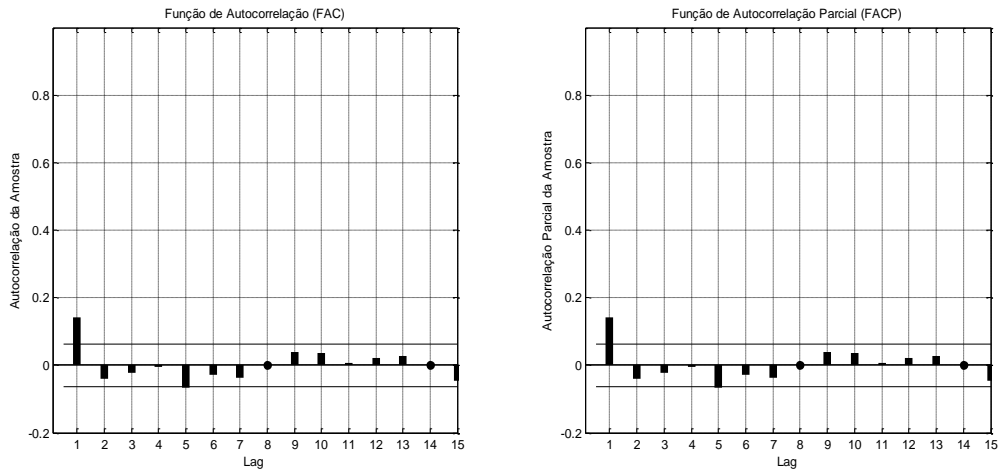 Função de Autocorrelação (FAC)
Autocorrelação da Amostra
0.8
0.6
0.4
0.2
0
-0.2
1 2 3 4 5 6 7 8 9 10 11 12 13 14 15
Lag
Função de Autocorrelação Parcial (FACP)
Autocorrelação Parcial da Amostra
0.8
0.6
0.4
0.2
0
-0.2
1 2 3 4 5 6 7 8 9 10 11 12 13 14 15
Lag